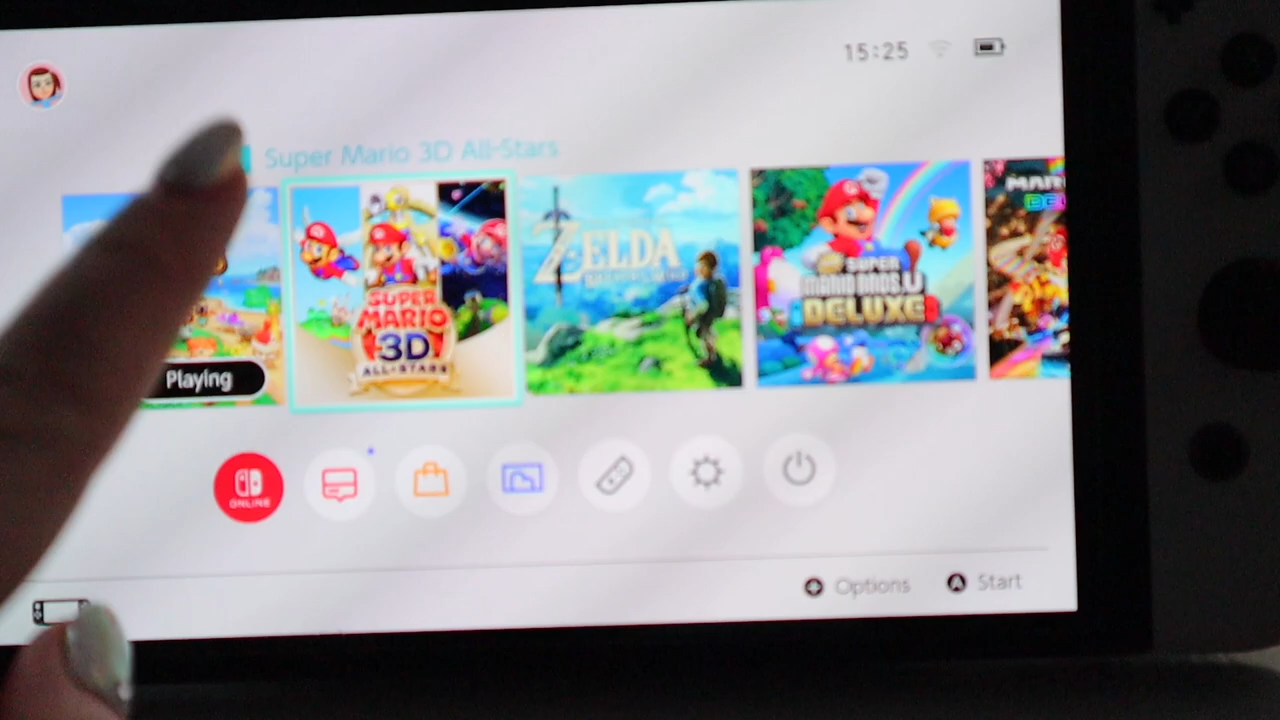 15:25
Super Mario 3D All-Stars
SUPER
MARIO
3D
ALL-STARS
ZELDA
SUPER
MARIO BROS. U
DELUXE
Playing
ONLINE
Options
A Start